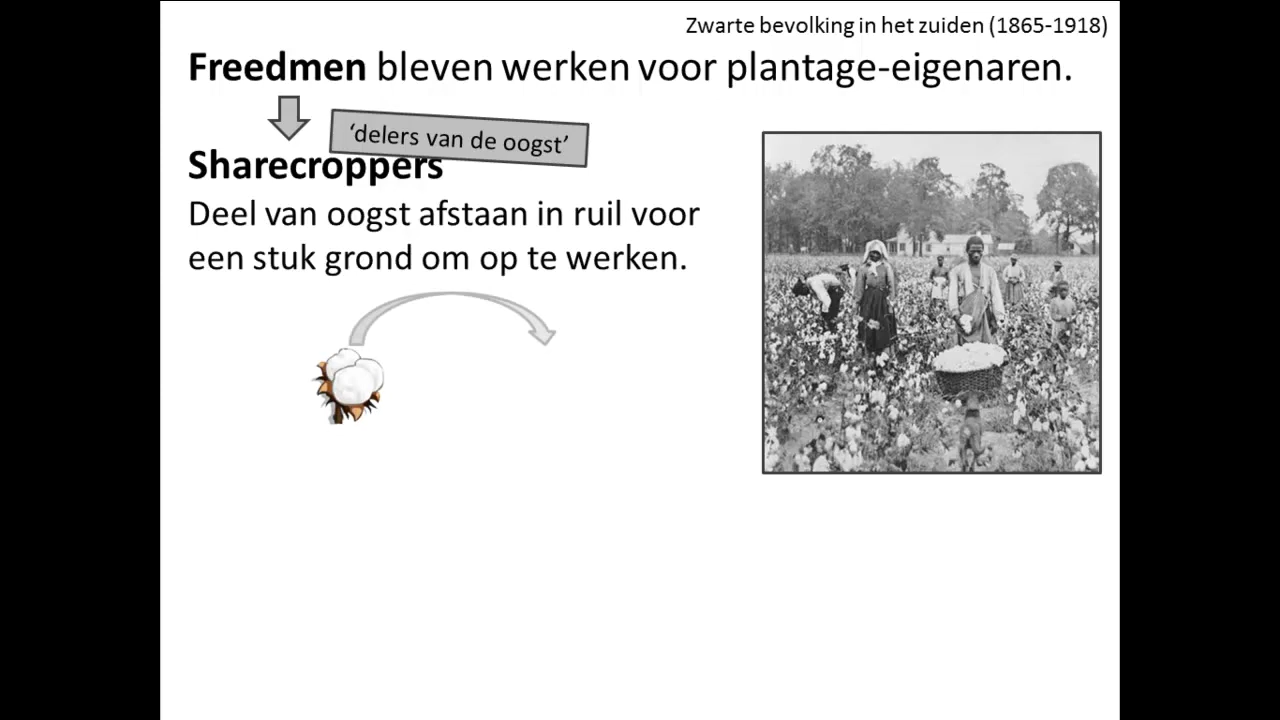 Zwarte bevolking in het zuiden (1865-1918)
Freedmen bleven werken voor plantage-eigenaren.
‘delers van de oogst’
Sharecroppers
Deel van oogst afstaan in ruil voor
een stuk grond om op te werken.